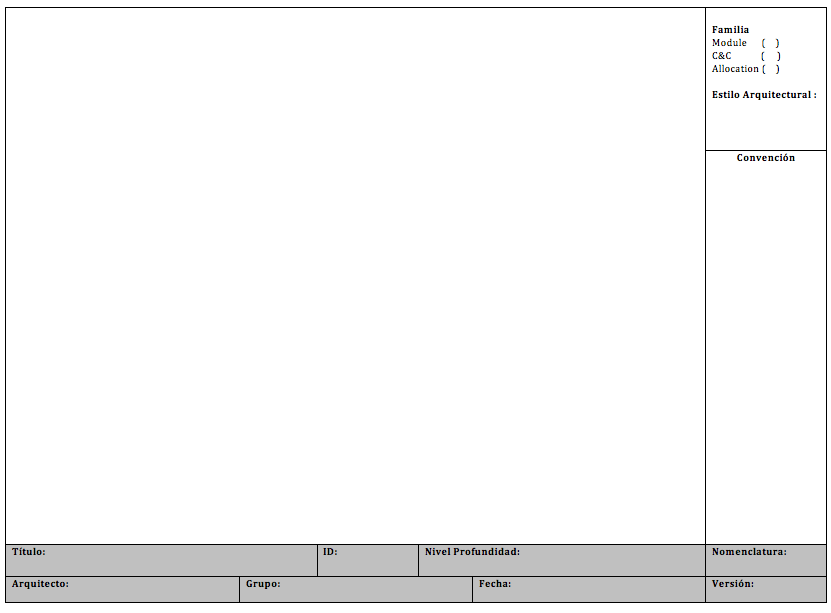 Familia
Module ( )
C&C ( )
Allocation ( )
Estilo Arquitectural :
Convención
Título:
ID:
Nivel Profundidad:
Nomenclatura:
Arquitecto:
Grupo:
Fecha:
Versión: